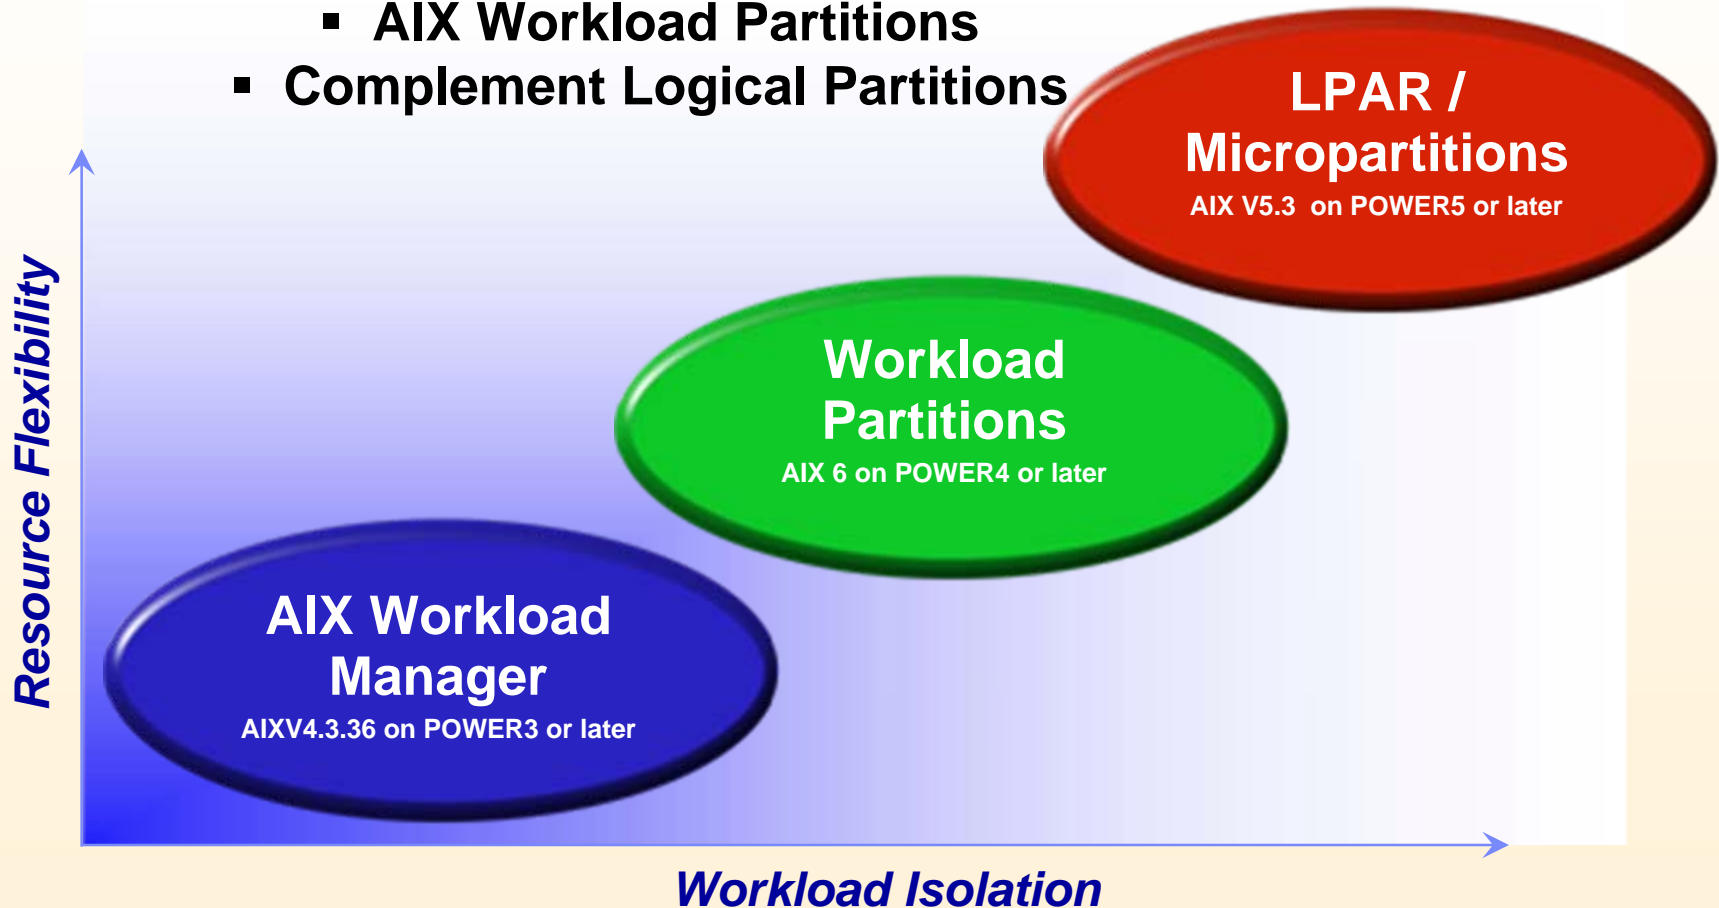 ▪ AIX Workload Partitions
▪ Complement Logical Partitions
LPAR /
Micropartitions
AIX V5.3 on POWER5 or later
Workload
Partitions
AIX 6 on POWER4 or later
AIX Workload
Manager
AIXV4.3.36 on POWER3 or later
Resource Flexibility
Workload Isolation